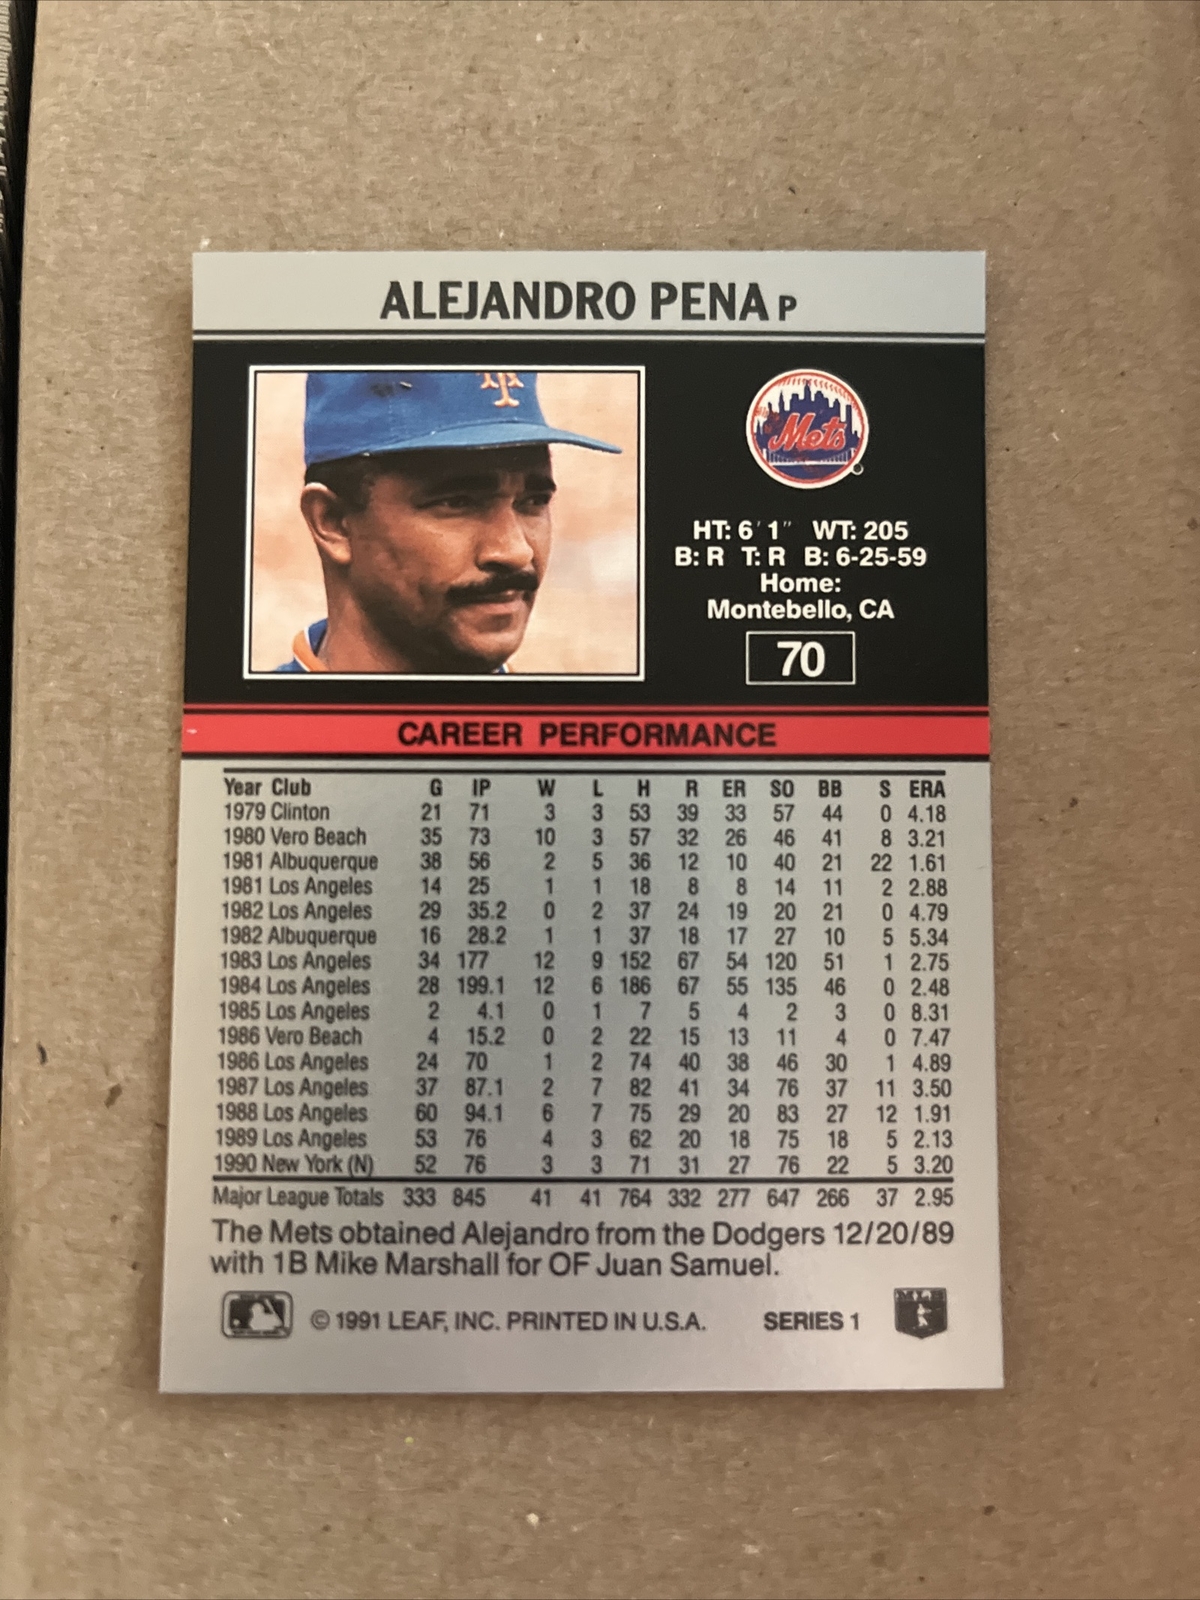 ALEJANDRO PENA P
Mets
HT: 6' 1" WT: 205
B: R T: R B: 6-25-59
Home:
Montebello, CA
70
CAREER PERFORMANCE
Year Club G IP W L H R ER SO BB S ERA
1979 Clinton 21 71 3 3 53 39 33 57 44 0 4.18
1980 Vero Beach 35 73 10 3 57 32 26 46 41 8 3.21
1981 Albuquerque 38 56 2 5 36 12 10 40 21 22 1.61
1981 Los Angeles 14 25 1 1 18 8 8 14 11 2 2.88
1982 Los Angeles 29 35.2 0 2 37 24 19 20 21 0 4.79
1982 Albuquerque 16 28.2 1 1 37 18 17 27 10 5 5.34
1983 Los Angeles 34 177 12 9 152 67 54 120 51 1 2.75
1984 Los Angeles 28 199.1 12 6 186 67 55 135 46 0 2.48
1985 Los Angeles 2 4.1 0 1 7 5 4 2 3 0 8.31
1986 Vero Beach 4 15.2 0 2 22 15 13 11 4 0 7.47
1986 Los Angeles 24 70 1 2 74 40 38 46 30 1 4.89
1987 Los Angeles 37 87.1 2 7 82 41 34 76 37 11 3.50
1988 Los Angeles 60 94.1 6 7 75 29 20 83 27 12 1.91
1989 Los Angeles 53 76 4 3 62 20 18 75 18 5 2.13
1990 New York (N) 52 76 3 3 71 31 27 76 22 5 3.20
Major League Totals 333 845 41 41 764 332 277 647 266 37 2.95
The Mets obtained Alejandro from the Dodgers 12/20/89
with 1B Mike Marshall for OF Juan Samuel.
© 1991 LEAF, INC. PRINTED IN U.S.A. SERIES 1